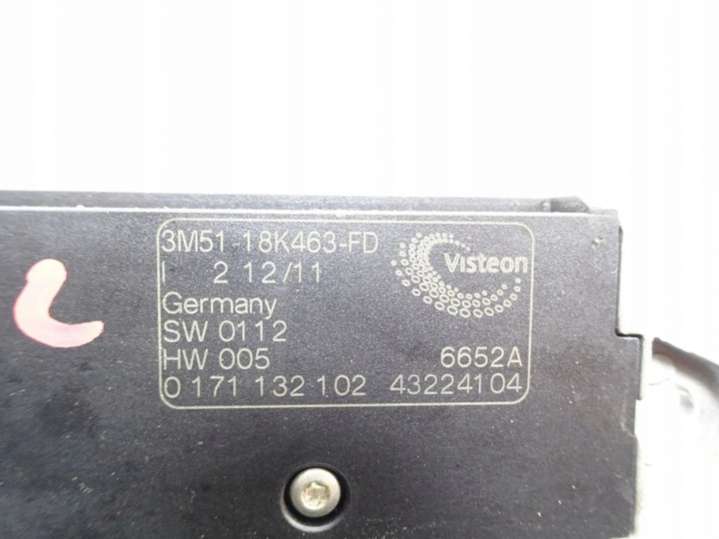 3M51-18K463-FD
I 2 12/11
Visteon
Germany
SW 0112
HW 005 6652A
0 171 132 102 43224104